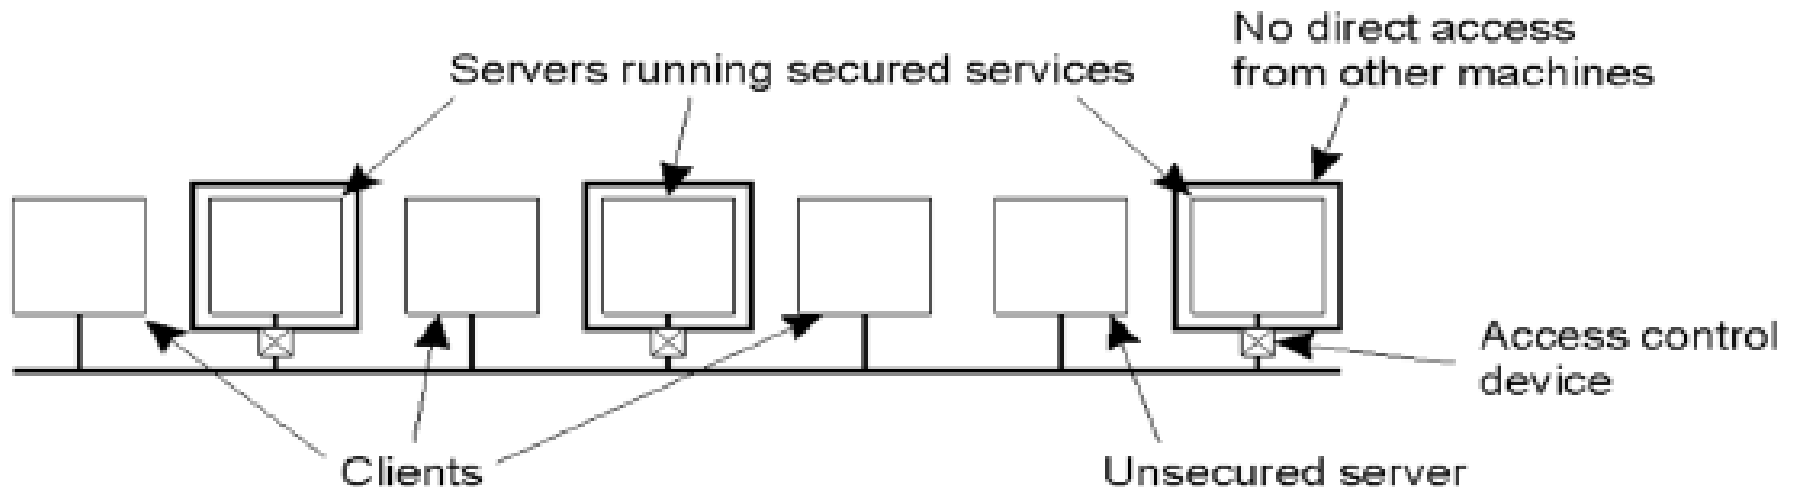 No direct access
from other machines
Servers running secured services
Access control
device
Clients
Unsecured server